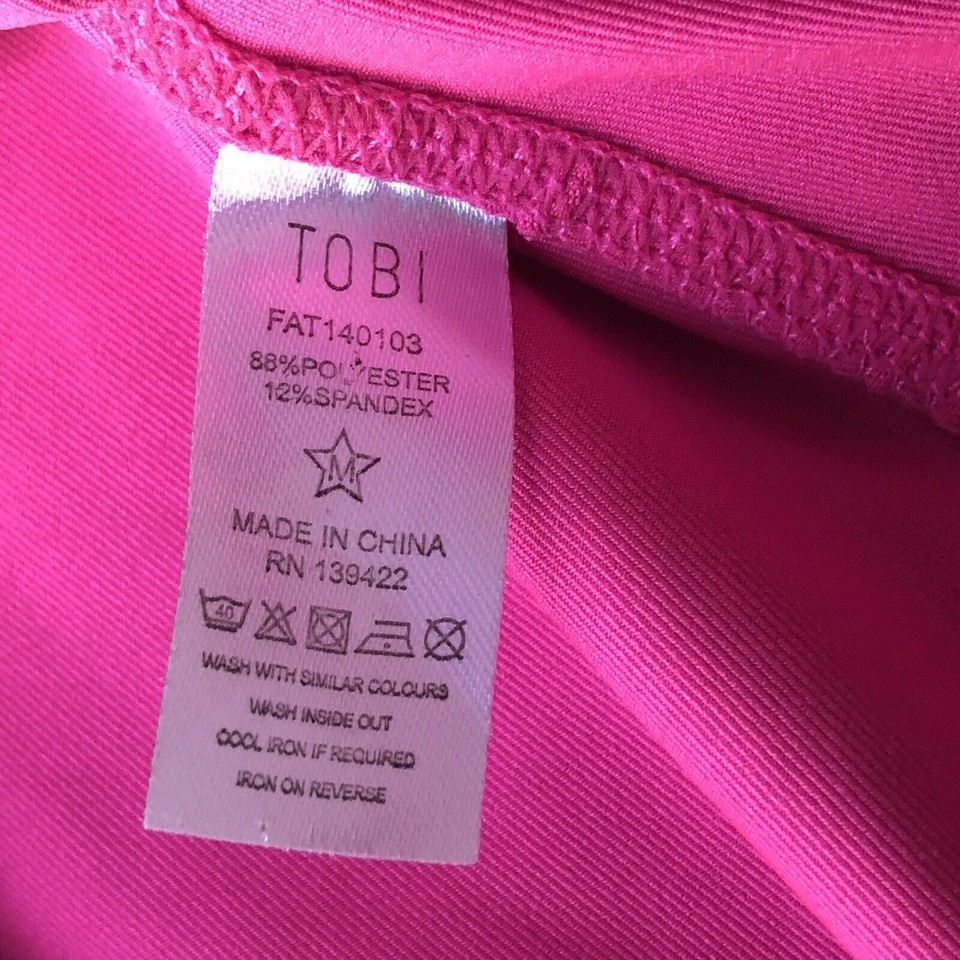 TOBI
FAT140103
88%POLYESTER
12%SPANDEX
M
MADE IN CHINA
RN 139422
40
WASH WITH SIMILAR COLOURS
WASH INSIDE OUT
COOL IRON IF REQUIRED
IRON ON REVERSE